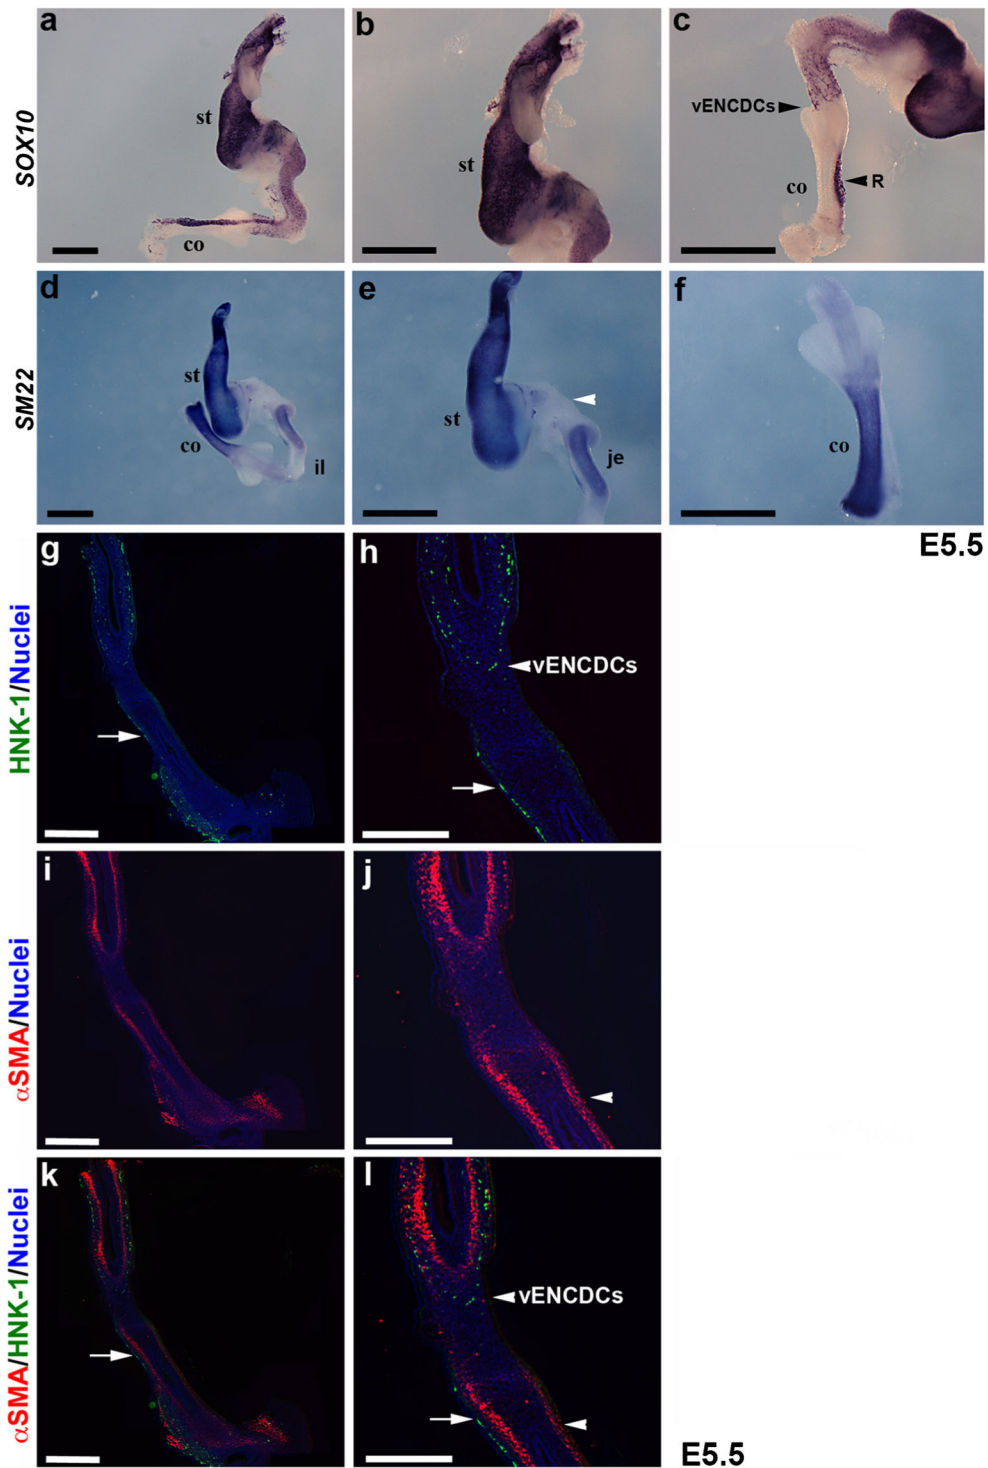 SOX10
a
st
co
b
st
c
vENCDCs
co
R
SM22
d
st
co
il
e
st
je
f
co
E5.5
HNK-1/Nuclei
g
h
vENCDCs
αSMA/Nuclei
i
j
αSMA/HNK-1/Nuclei
k
l
vENCDCs
E5.5